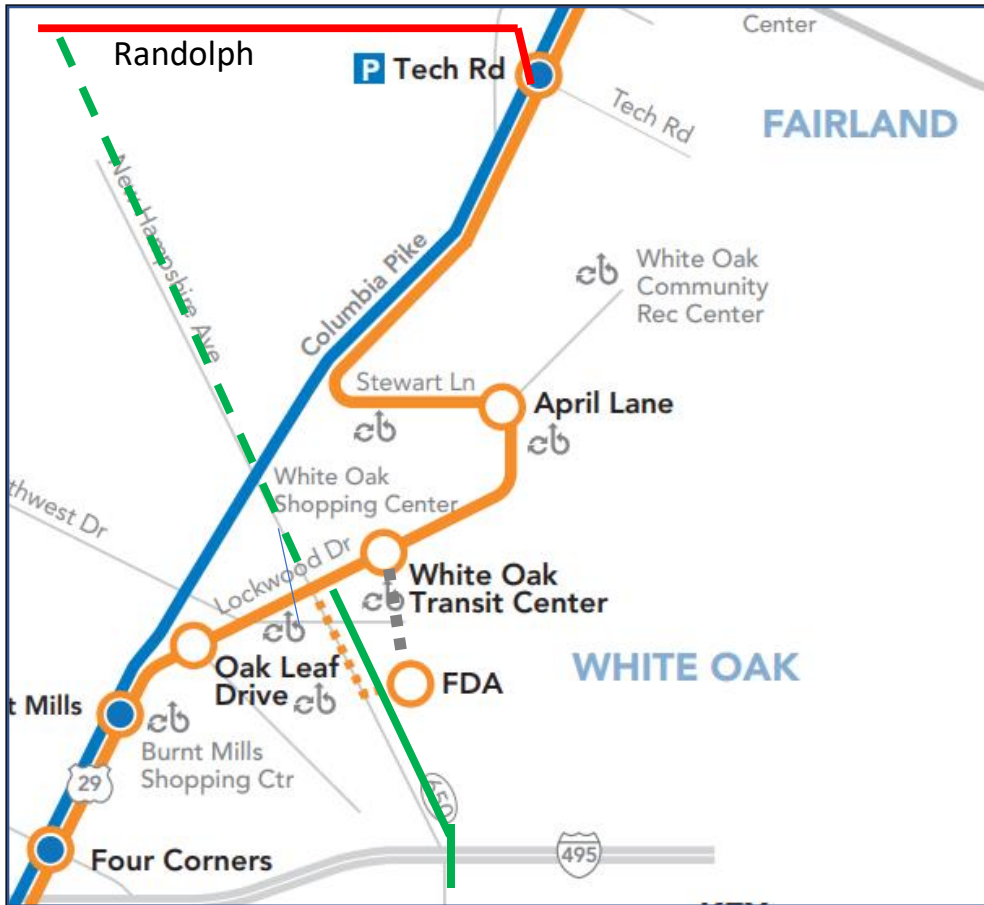 Center
Randolph
P Tech Rd
Tech Rd
FAIRLAND
New Hampshire Ave
Columbia Pike
White Oak
Community
Rec Center
Stewart Ln
April Lane
White Oak
Shopping Center
thwest Dr
Lockwood Dr
White Oak
Transit Center
Oak Leaf
Drive
FDA
WHITE OAK
t Mills
Burnt Mills
Shopping Ctr
29
650
495
Four Corners